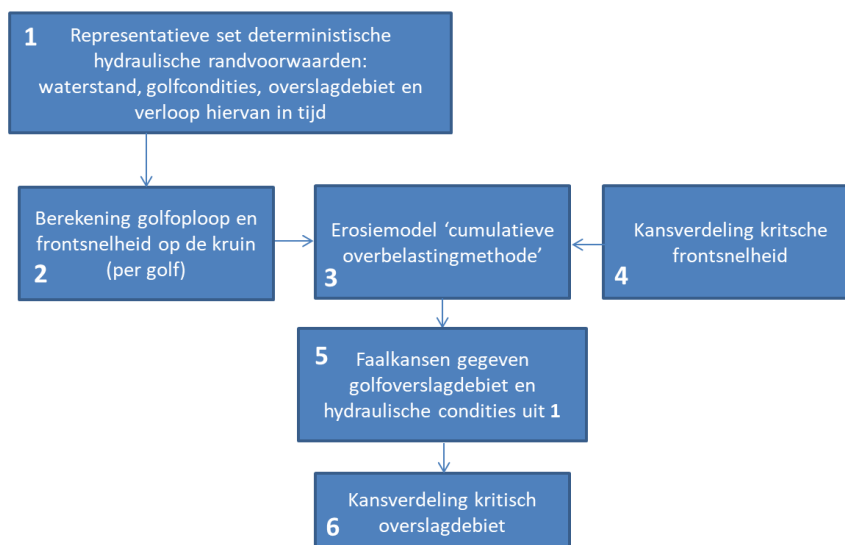 1 Representatieve set deterministische
hydraulische randvoorwaarden:
waterstand, golfcondities, overslagdebiet en
verloop hiervan in tijd
Berekening golfoploop en
frontsnelheid op de kruin
2 (per golf)
Erosiemodel ‘cumulatieve
overbelastingmethode’
3
Kansverdeling kritsche
frontsnelheid
4
5 Faalkansen gegeven
golfoverslagdebiet en
hydraulische condities uit 1
Kansverdeling kritisch
6 overslagdebiet